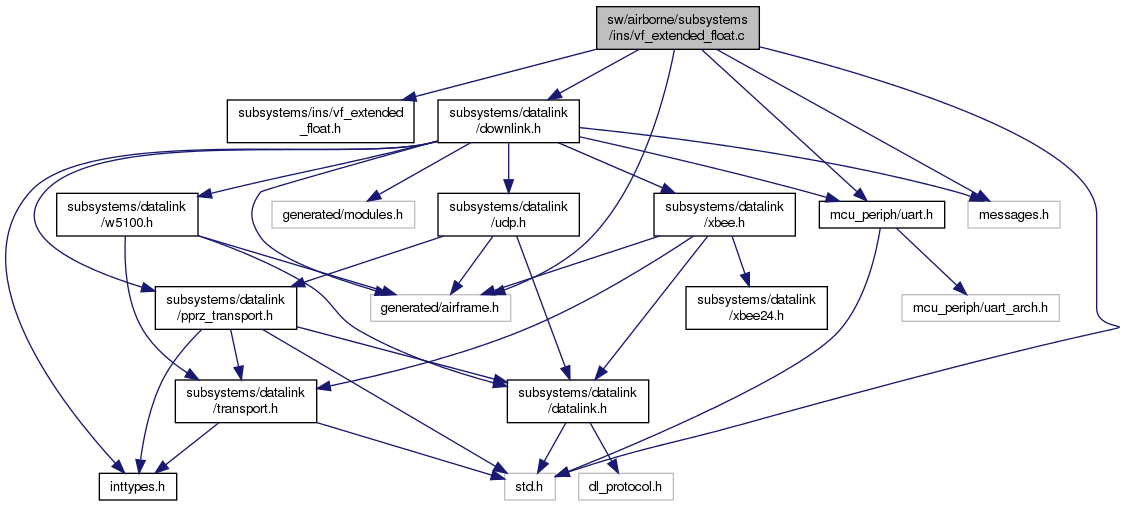 sw/airborne/subsystems
/ins/vf_extended_float.c
subsystems/ins/vf_extended
_float.h
subsystems/datalink
/downlink.h
subsystems/datalink
/w5100.h
generated/modules.h
subsystems/datalink
/udp.h
subsystems/datalink
/xbee.h
mcu_periph/uart.h
messages.h
subsystems/datalink
/pprz_transport.h
generated/airframe.h
subsystems/datalink
/xbee24.h
mcu_periph/uart_arch.h
subsystems/datalink
/transport.h
subsystems/datalink
/datalink.h
inttypes.h
std.h
dl_protocol.h